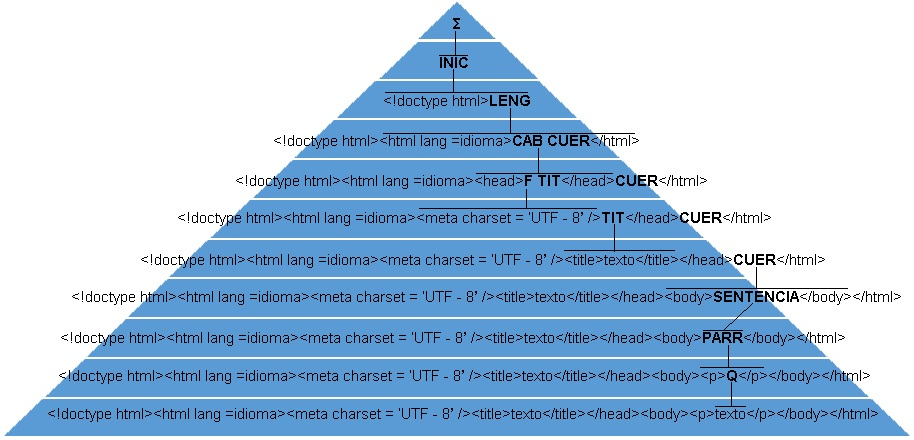 Σ
INIC
<!doctype html>LENG
<!doctype html><html lang =idioma>CAB CUER</html>
<!doctype html><html lang =idioma><head>F TIT</head>CUER</html>
<!doctype html><html lang =idioma><meta charset = 'UTF - 8' />TIT</head>CUER</html>
<!doctype html><html lang =idioma><meta charset = 'UTF - 8' /><title>texto</title></head>CUER</html>
<!doctype html><html lang =idioma><meta charset = 'UTF - 8' /><title>texto</title></head><body>SENTENCIA</body></html>
<!doctype html><html lang =idioma><meta charset = 'UTF - 8' /><title>texto</title></head><body>PARR</body></html>
<!doctype html><html lang =idioma><meta charset = 'UTF - 8' /><title>texto</title></head><body><p>Q</p></body></html>
<!doctype html><html lang =idioma><meta charset = 'UTF - 8' /><title>texto</title></head><body><p>texto</p></body></html>